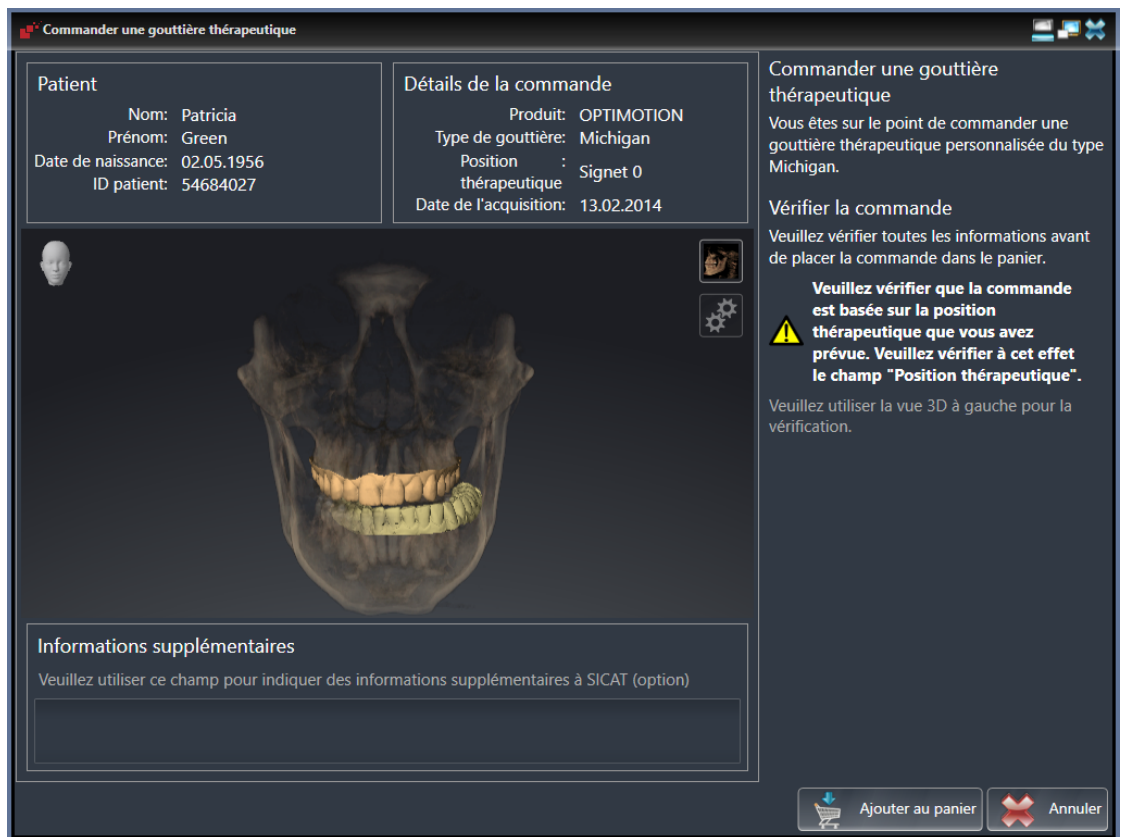 Commander une gouttière thérapeutique
Patient
Nom: Patricia
Prénom: Green
Date de naissance: 02.05.1956
ID patient: 54684027
Détails de la commande
Produit: OPTIMOTION
Type de gouttière: Michigan
Position :
thérapeutique
Signet 0
Date de l'acquisition: 13.02.2014
Informations supplémentaires
Veuillez utiliser ce champ pour indiquer des informations supplémentaires à SICAT (option)
Commander une gouttière
thérapeutique
Vous êtes sur le point de commander une
gouttière thérapeutique personnalisée du type
Michigan.
Vérifier la commande
Veuillez vérifier toutes les informations avant
de placer la commande dans le panier.
Veuillez vérifier que la commande
est basée sur la position
thérapeutique que vous avez
prévue. Veuillez vérifier à cet effet
le champ "Position thérapeutique".
Veuillez utiliser la vue 3D à gauche pour la
vérification.
Ajouter au panier
Annuler